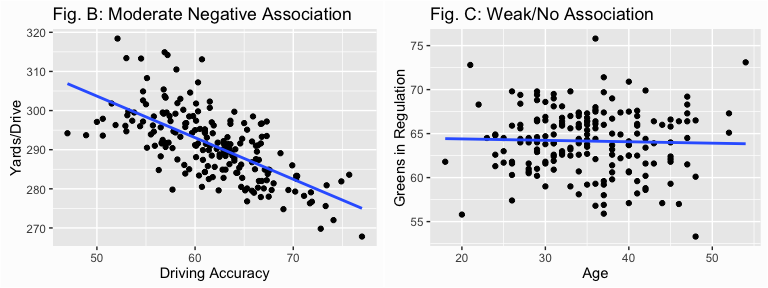 Fig. B: Moderate Negative Association
320
310
300
290
280
270
Yards/Drive
50 60 70
Driving Accuracy
Fig. C: Weak/No Association
75
70
65
60
55
Greens in Regulation
20 30 40 50
Age